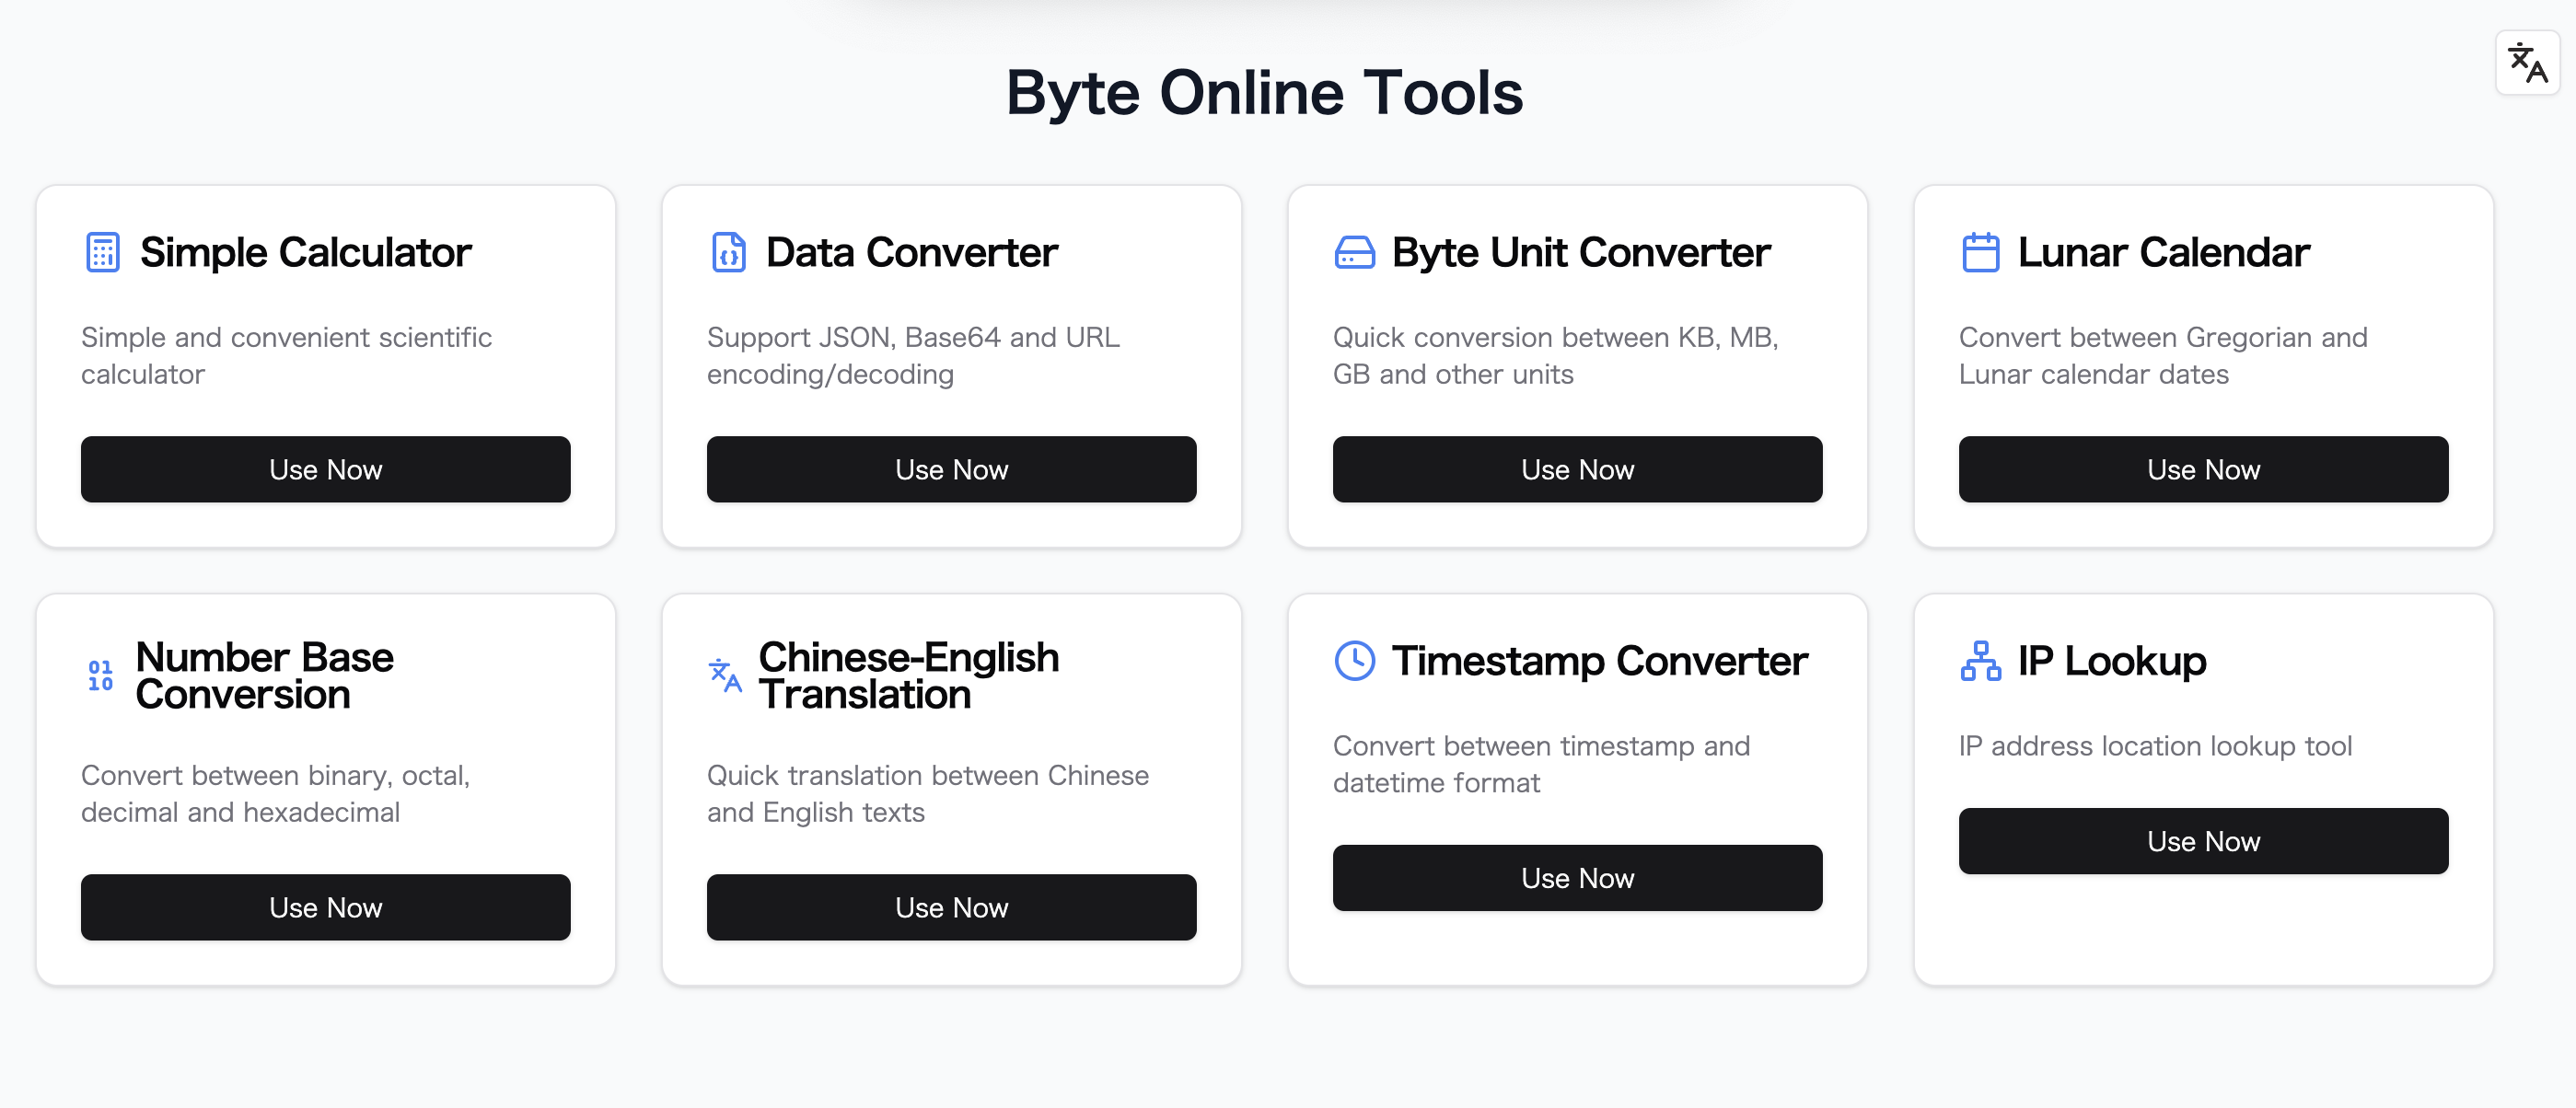 Byte Online Tools
Simple Calculator
Simple and convenient scientific
calculator
Use Now
Data Converter
Support JSON, Base64 and URL
encoding/decoding
Use Now
Byte Unit Converter
Quick conversion between KB, MB,
GB and other units
Use Now
Lunar Calendar
Convert between Gregorian and
Lunar calendar dates
Use Now
Number Base
Conversion
Convert between binary, octal,
decimal and hexadecimal
Use Now
Chinese-English
Translation
Quick translation between Chinese
and English texts
Use Now
Timestamp Converter
Convert between timestamp and
datetime format
Use Now
IP Lookup
IP address location lookup tool
Use Now